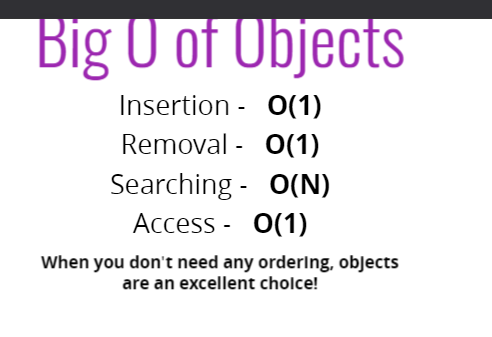 Big O of Objects
Insertion - O(1)
Removal - O(1)
Searching - O(N)
Access - O(1)
When you don't need any ordering, objects
are an excellent choice!